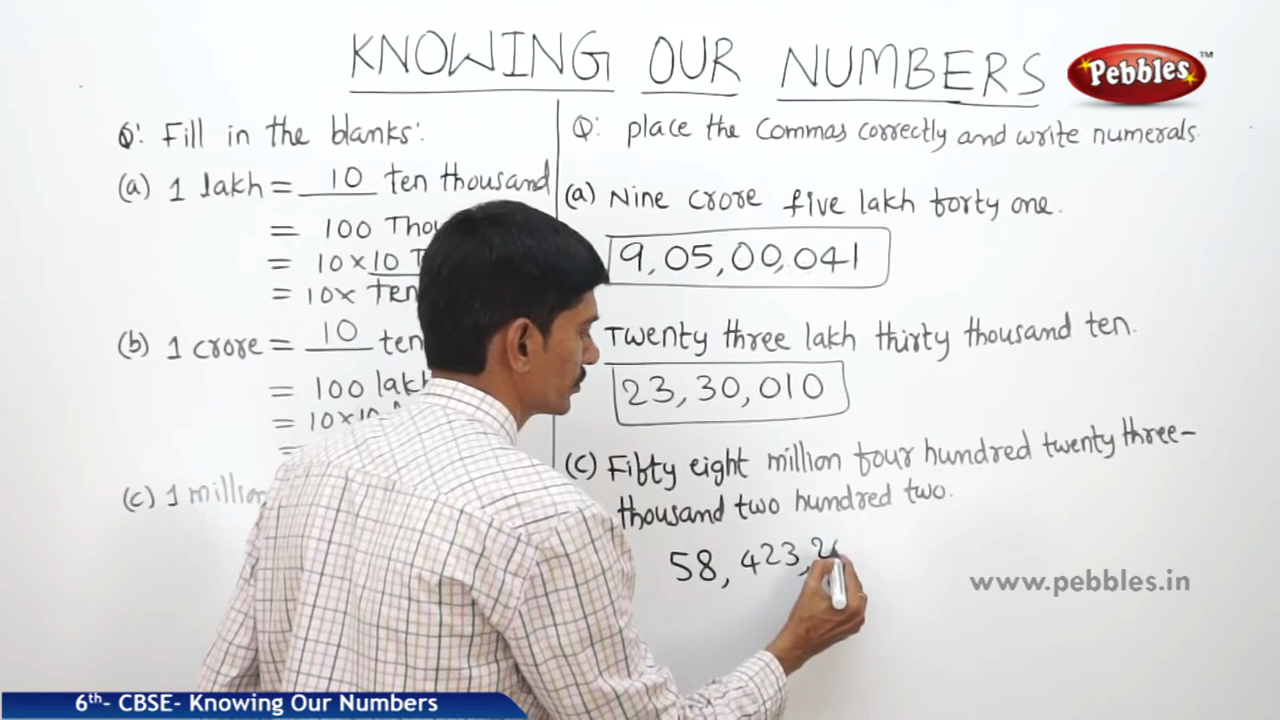 KNOWING OUR NUMBERS
Pebbles™
Q: Fill in the blanks:
(a) 1 lakh = 10 ten thousand
= 100
= 10 × 10
= 10 × ten
(b) 1 crore = 10 ten
= 100
= 10 × 10
=
(c) 1 million
Q: place the Commas correctly and write numerals.
(a) Nine crore five lakh forty one.
9,05,00,041
Twenty three lakh thirty thousand ten.
23,30,010
(c) Fifty eight million four hundred twenty three-
thousand two hundred two.
58,423,2
www.pebbles.in
6th- CBSE- Knowing Our Numbers